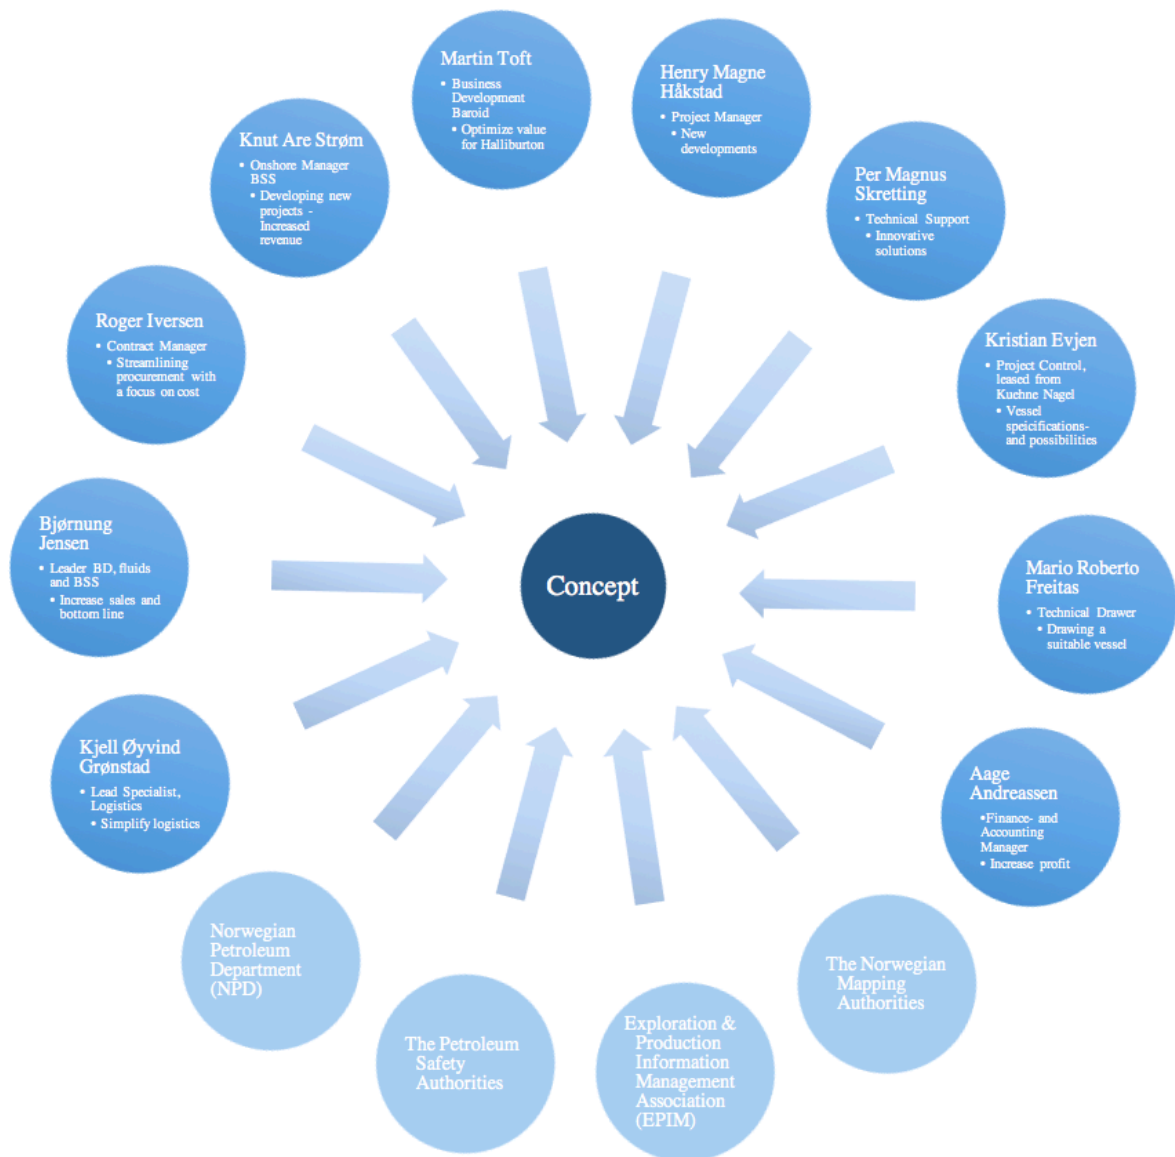 Martin Toft
• Business
Development
Baroid
• Optimize value
for Halliburton
Henry Magne
Håkstad
• Project Manager
• New
developments
Per Magnus
Skretting
• Technical Support
• Innovative
solutions
Kristian Evjen
• Project Control,
leased from
Kuehne Nagel
• Vessel
speicifications-
and possibilities
Mario Roberto
Freitas
• Technical Drawer
• Drawing a
suitable vessel
Aage
Andreassen
•Finance- and
Accounting
Manager
• Increase profit
The Norwegian
Mapping
Authorities
Exploration &
Production
Information
Management
Association
(EPIM)
The Petroleum
Safety
Authorities
Norwegian
Petroleum
Department
(NPD)
Kjell Øyvind
Grønstad
• Lead Specialist,
Logistics
• Simplify logistics
Bjørnung
Jensen
• Leader BD, fluids
and BSS
• Increase sales and
bottom line
Roger Iversen
• Contract Manager
• Streamlining
procurement with
a focus on cost
Knut Are Strøm
• Onshore Manager
BSS
• Developing new
projects -
Increased
revenue
Concept